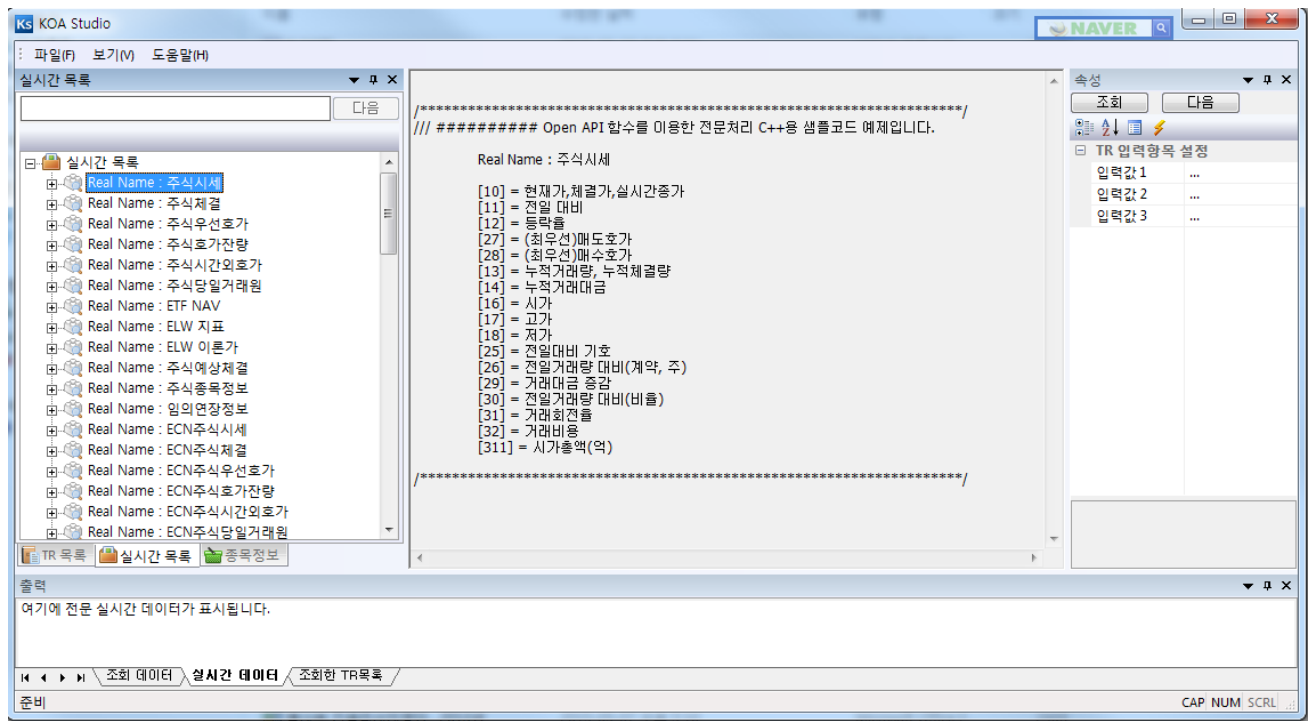 Ks KOA Studio
NAVER
파일(F) 보기(V) 도움말(H)
실시간 목록
다음
실시간 목록
Real Name : 주식시세
Real Name : 주식체결
Real Name : 주식우선호가
Real Name : 주식호가잔량
Real Name : 주식시간외호가
Real Name : 주식당일거래원
Real Name : ETF NAV
Real Name : ELW 지표
Real Name : ELW 이론가
Real Name : 주식예상체결
Real Name : 주식종목정보
Real Name : 임의연장정보
Real Name : ECN주식시세
Real Name : ECN주식체결
Real Name : ECN주식우선호가
Real Name : ECN주식호가잔량
Real Name : ECN주식시간외호가
Real Name : ECN주식당일거래원
TR 목록 실시간 목록 종목정보
/********************************************************************/
/// ########## Open API 함수를 이용한 전문처리 C++용 샘플코드 예제입니다.
Real Name : 주식시세
[10] = 현재가,체결가,실시간종가
[11] = 전일 대비
[12] = 등락율
[27] = (최우선)매도호가
[28] = (최우선)매수호가
[13] = 누적거래량, 누적체결량
[14] = 누적거래대금
[16] = 시가
[17] = 고가
[18] = 저가
[25] = 전일대비 기호
[26] = 전일거래량 대비(계약, 주)
[29] = 거래대금 증감
[30] = 전일거래량 대비(비율)
[31] = 거래회전율
[32] = 거래비용
[311] = 시가총액(억)
/********************************************************************/
속성
조회 다음
TR 입력항목 설정
입력값 1 ...
입력값 2 ...
입력값 3 ...
출력
여기에 전문 실시간 데이터가 표시됩니다.
조회 데이터 실시간 데이터 조회한 TR목록
준비
CAP NUM SCRL